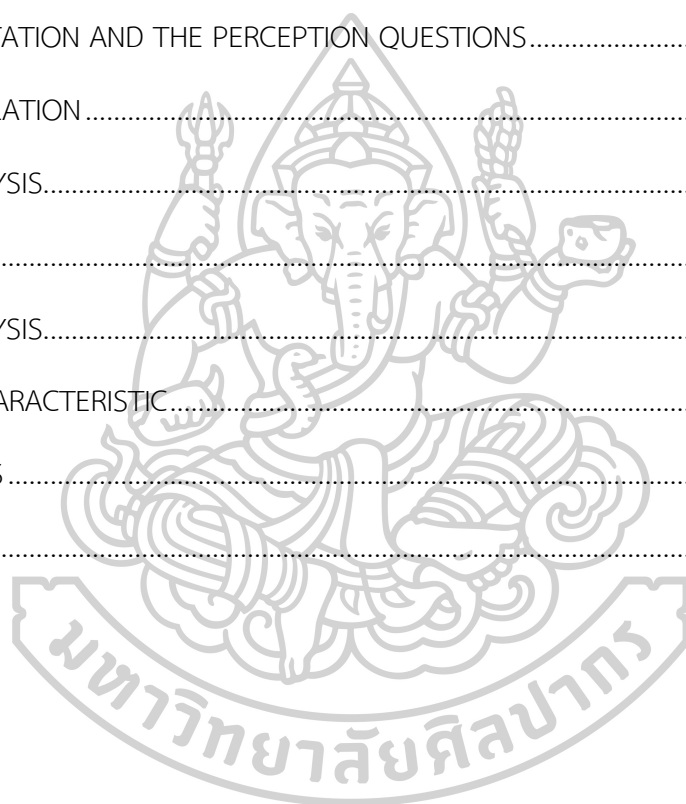 TATION AND THE PERCEPTION QUESTIONS
LATION
YSIS
YSIS
ARACTERISTIC
S
มหาวิทยาลัยศิลปากร